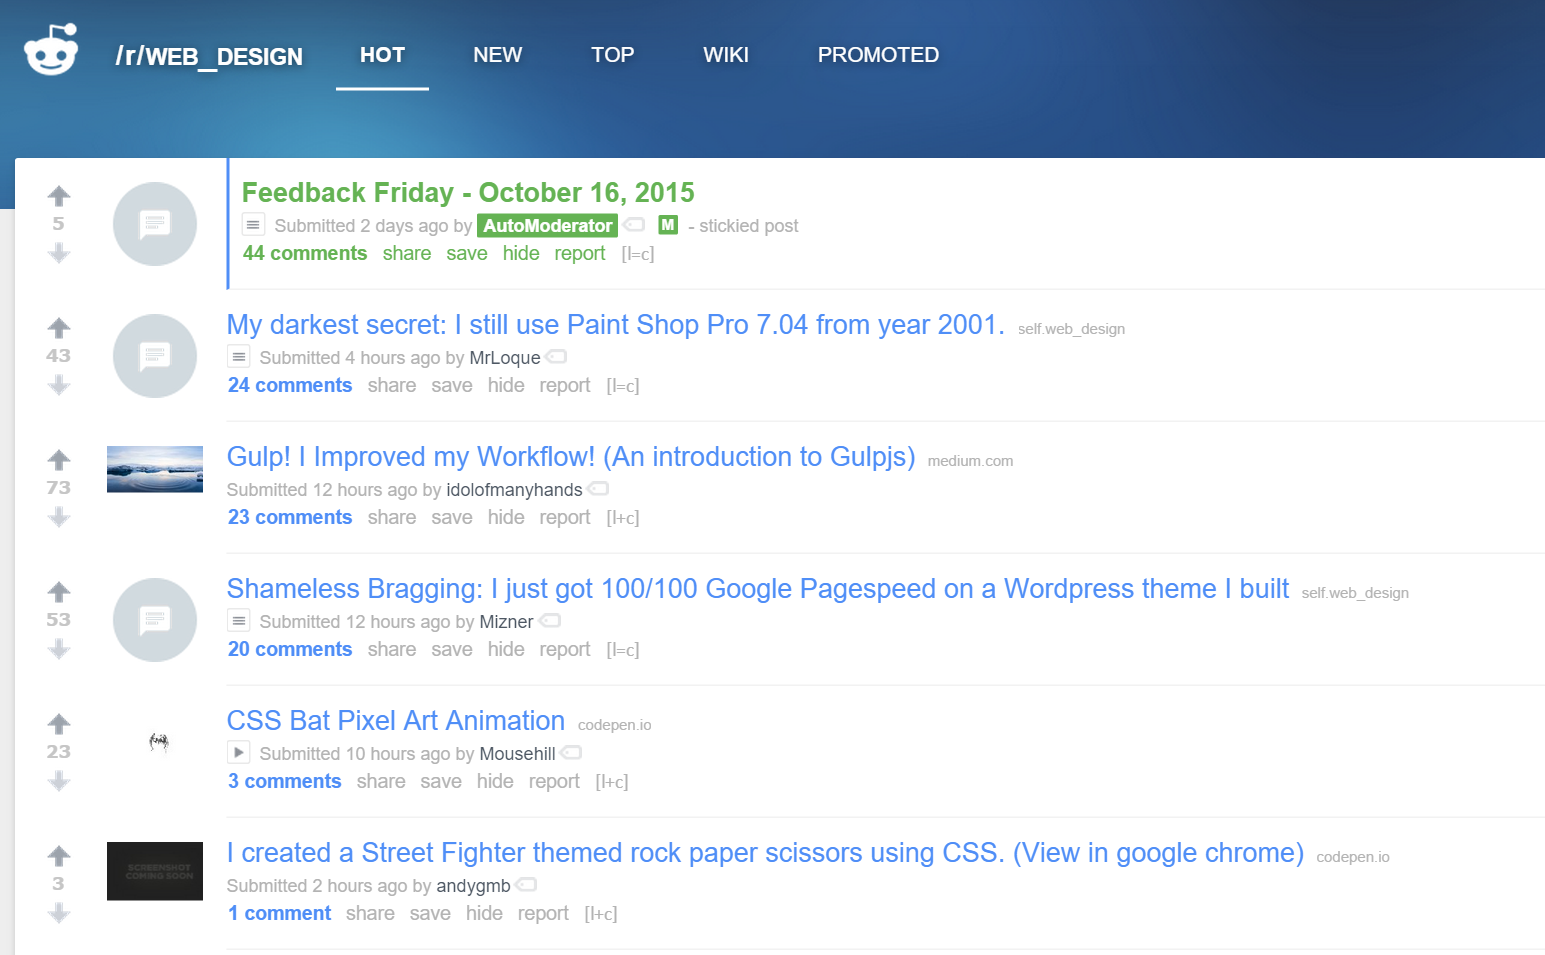 /r/WEB_DESIGN HOT NEW TOP WIKI PROMOTED
Feedback Friday - October 16, 2015
5
Submitted 2 days ago by AutoModerator M - stickied post
44 comments share save hide report [l=c]
My darkest secret: I still use Paint Shop Pro 7.04 from year 2001. self.web_design
43
Submitted 4 hours ago by MrLoque
24 comments share save hide report [l=c]
Gulp! I Improved my Workflow! (An introduction to Gulpjs) medium.com
73
Submitted 12 hours ago by idolofmanyhands
23 comments share save hide report [l+c]
Shameless Bragging: I just got 100/100 Google Pagespeed on a Wordpress theme I built self.web_design
53
Submitted 12 hours ago by Mizner
20 comments share save hide report [l=c]
CSS Bat Pixel Art Animation codepen.io
23
Submitted 10 hours ago by Mousehill
3 comments share save hide report [l+c]
I created a Street Fighter themed rock paper scissors using CSS. (View in google chrome) codepen.io
SCREENSHOT
COMING SOON
3
Submitted 2 hours ago by andygmb
1 comment share save hide report [l+c]